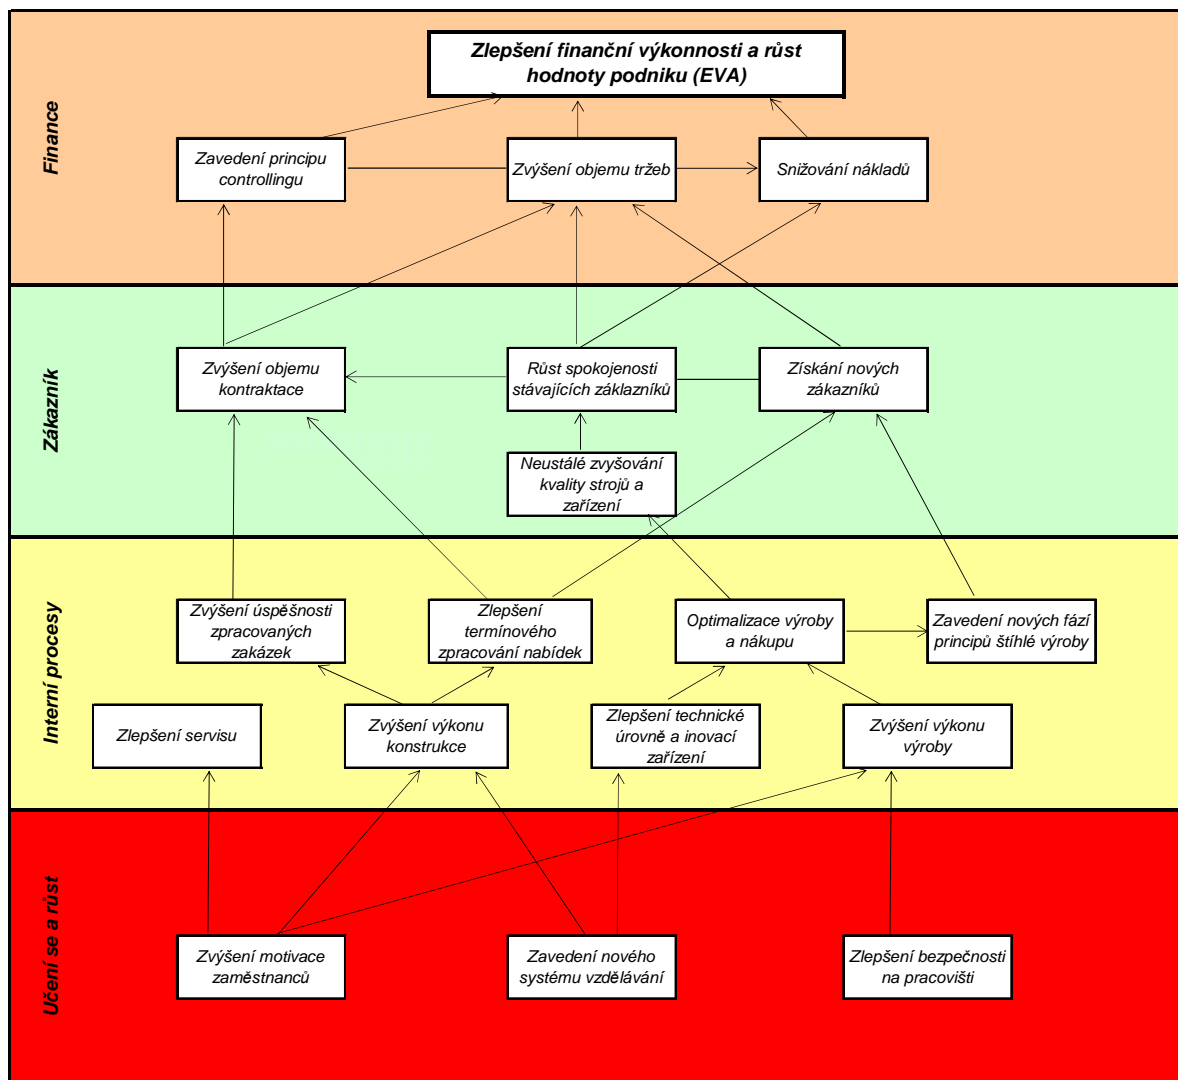 Finance
Zlepšení finanční výkonnosti a růst
hodnoty podniku (EVA)
Zavedení principu
controllingu
Zvýšení objemu tržeb
Snižování nákladů
Zákazník
Zvýšení objemu
kontraktace
Růst spokojenosti
stávajících záklazníků
Získání nových
zákazníků
Neustálé zvyšování
kvality strojů a
zařízení
Interní procesy
Zvýšení úspěšnosti
zpracovaných
zakázek
Zlepšení
termínového
zpracování nabídek
Optimalizace výroby
a nákupu
Zavedení nových fází
principů štíhlé výroby
Zlepšení servisu
Zvýšení výkonu
konstrukce
Zlepšení technické
úrovně a inovací
zařízení
Zvýšení výkonu
výroby
Učení se a růst
Zvýšení motivace
zaměstnanců
Zavedení nového
systému vzdělávání
Zlepšení bezpečnosti
na pracovišti